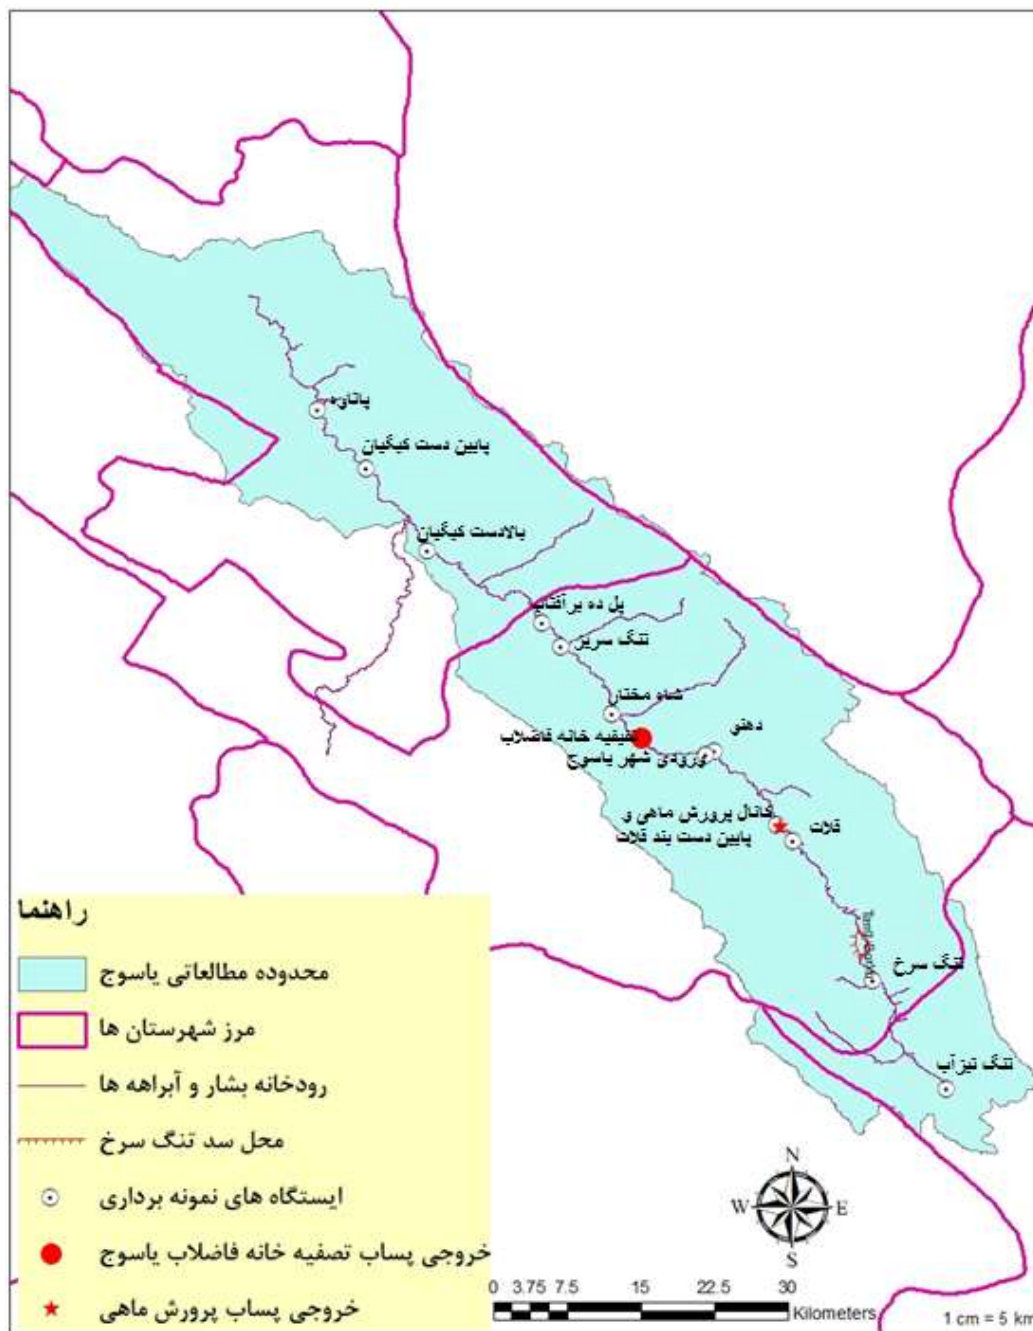 پاتاوه
پایین دست کیگیان
بالادست کیگیان
پل ده برآفتاب
تنگ سریز
شاه مختار
تصفیه خانه فاضلاب
دهنو
ورودی شهر یاسوج
کانال پرورش ماهی و
پایین دست بند قلات
قلات
تنگ سرخ
تنگ تیزآب
راهنما
محدوده مطالعاتی یاسوج
مرز شهرستان ها
رودخانه بشار و آبراهه ها
محل سد تنگ سرخ
ایستگاه های نمونه برداری
خروجی پساب تصفیه خانه فاضلاب یاسوج
خروجی پساب پرورش ماهی
N
W E
S
0 3.75 7.5 15 22.5 30
Kilometers
1 cm = 5 km